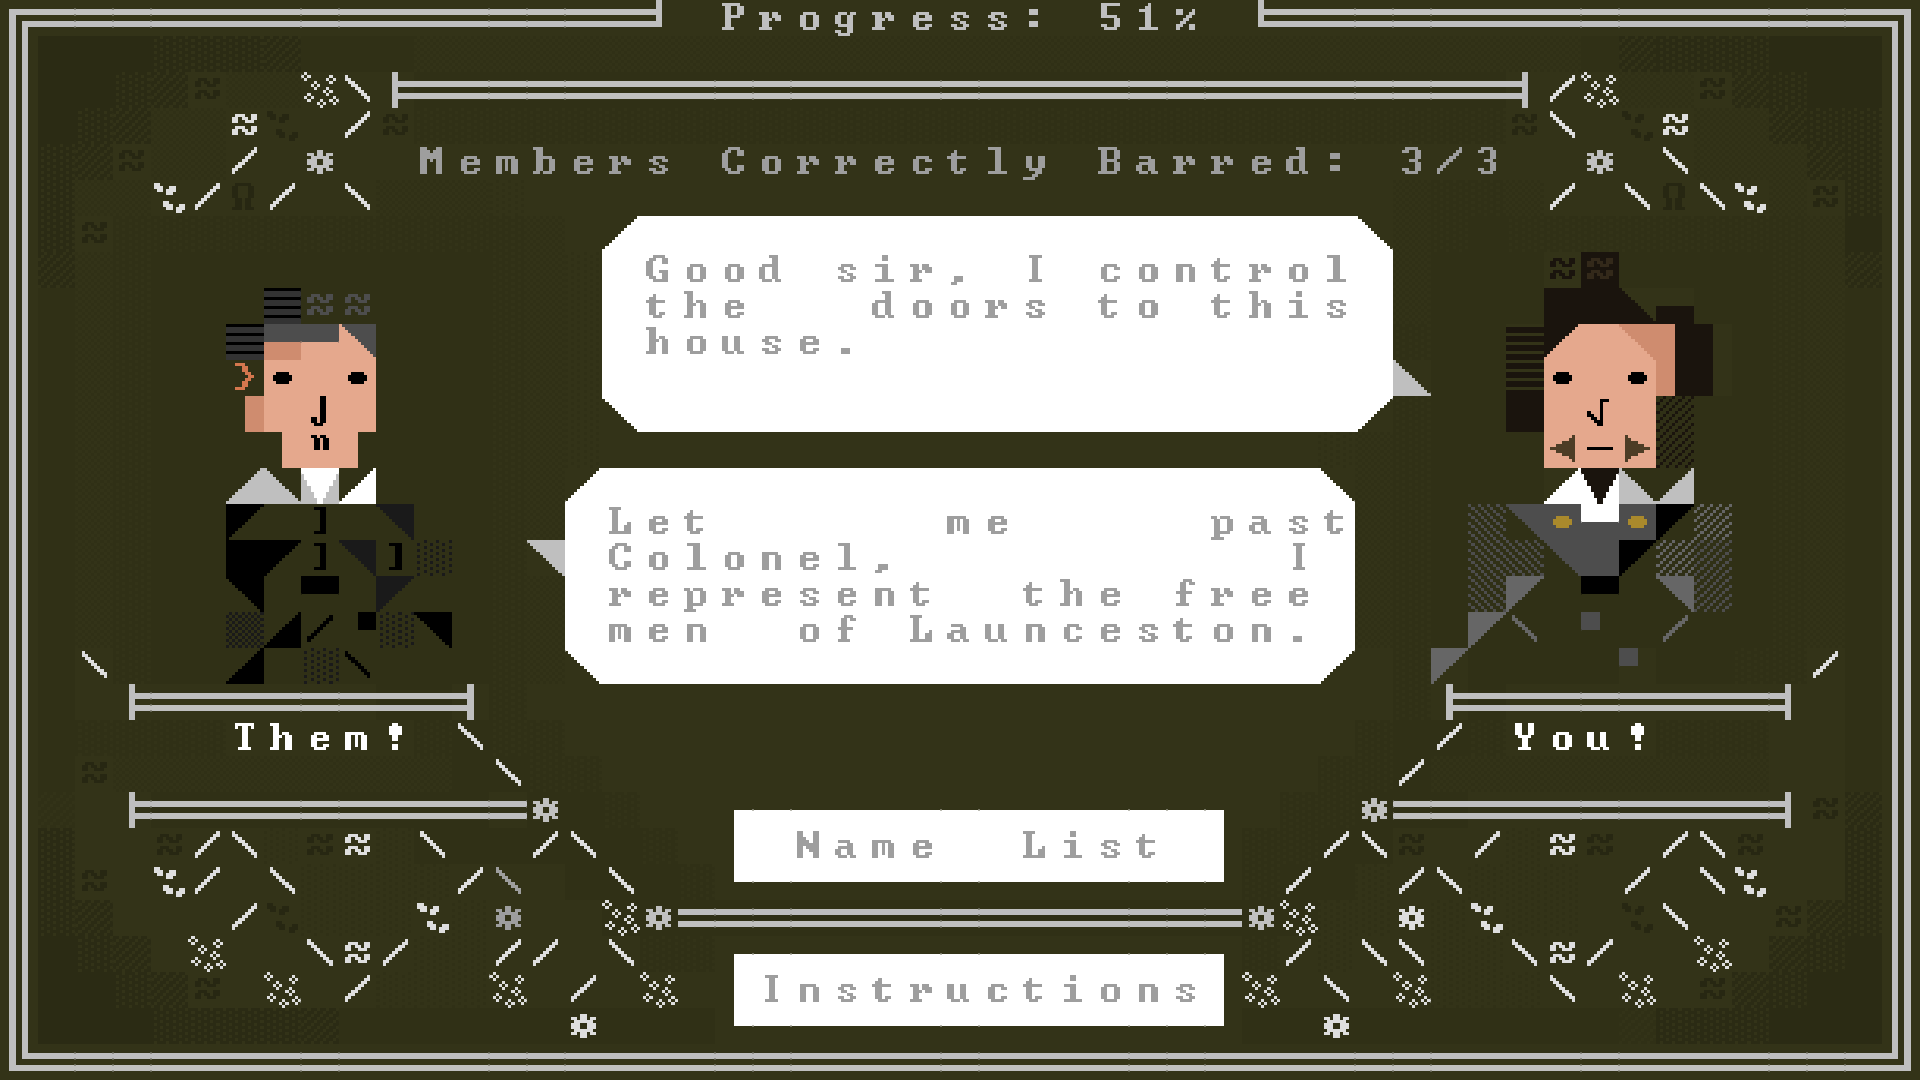 Progress: 51%
Members Correctly Barred: 3/3
Good sir, I control
the doors to this
house.
Let me past
Colonel, I
represent the free
men of Launceston.
Them!
You!
Name List
Instructions